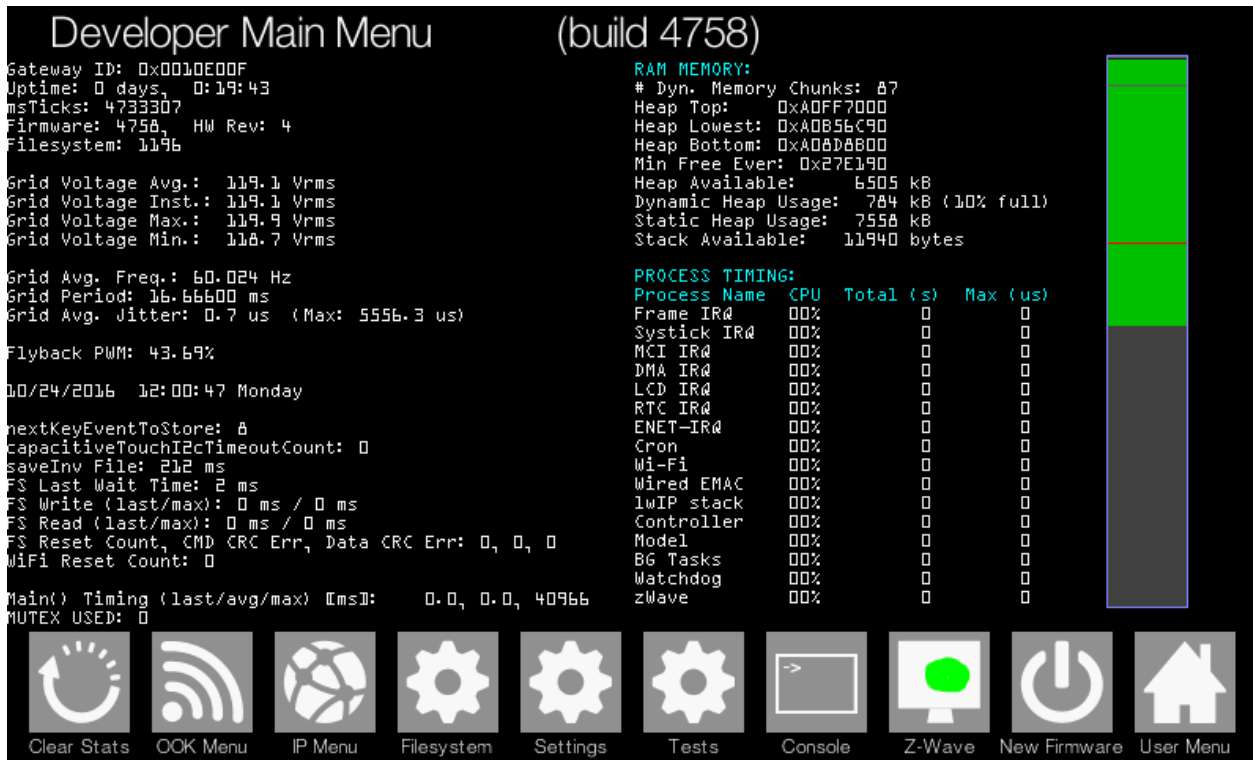 Developer Main Menu (build 4758)
Gateway ID: 0x0010E00F
Uptime: 0 days, 0:19:43
msTicks: 4733307
Firmware: 4758, HW Rev: 4
Filesystem: 1196
Grid Voltage Avg.: 119.1 Vrms
Grid Voltage Inst.: 119.1 Vrms
Grid Voltage Max.: 119.9 Vrms
Grid Voltage Min.: 118.7 Vrms
Grid Avg. Freq.: 60.024 Hz
Grid Period: 16.66600 ms
Grid Avg. Jitter: 0.7 us (Max: 5556.3 us)
Flyback PWM: 43.69%
10/24/2016 12:00:47 Monday
nextKeyEventToStore: 8
capacitiveTouchI2cTimeoutCount: 0
saveInv File: 212 ms
FS Last Wait Time: 2 ms
FS Write (last/max): 0 ms / 0 ms
FS Read (last/max): 0 ms / 0 ms
FS Reset Count, CMD CRC Err, Data CRC Err: 0, 0, 0
WiFi Reset Count: 0
Main() Timing (last/avg/max) [ms]: 0.0, 0.0, 40966
MUTEX USED: 0
RAM MEMORY:
# Dyn. Memory Chunks: 87
Heap Top: 0xA0FF7000
Heap Lowest: 0xA0B56C90
Heap Bottom: 0xA08D8B00
Min Free Ever: 0x27E190
Heap Available: 6505 kB
Dynamic Heap Usage: 784 kB (10% full)
Static Heap Usage: 7558 kB
Stack Available: 11940 bytes
PROCESS TIMING:
Process Name CPU Total (s) Max (us)
Frame IRQ 00% 0 0
Systick IRQ 00% 0 0
MCI IRQ 00% 0 0
DMA IRQ 00% 0 0
LCD IRQ 00% 0 0
RTC IRQ 00% 0 0
ENET-IRQ 00% 0 0
Cron 00% 0 0
Wi-Fi 00% 0 0
Wired EMAC 00% 0 0
lwIP stack 00% 0 0
Controller 00% 0 0
Model 00% 0 0
BG Tasks 00% 0 0
Watchdog 00% 0 0
zWave 00% 0 0
->
Clear Stats OOK Menu IP Menu Filesystem Settings Tests Console Z-Wave New Firmware User Menu